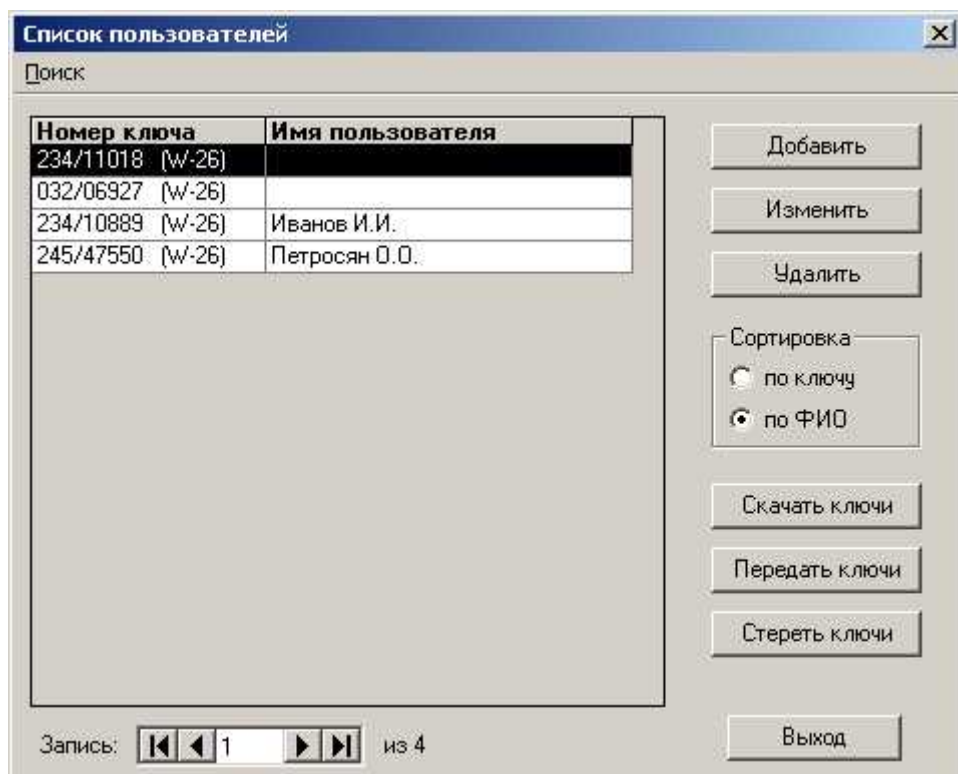 Список пользователей
Поиск
Номер ключа Имя пользователя
234/11018 (W-26)
032/06927 (W-26)
234/10889 (W-26) Иванов И.И.
245/47550 (W-26) Петросян О.О.
Добавить
Изменить
Удалить
Сортировка
по ключу
по ФИО
Скачать ключи
Передать ключи
Стереть ключи
Запись: 1 из 4
Выход